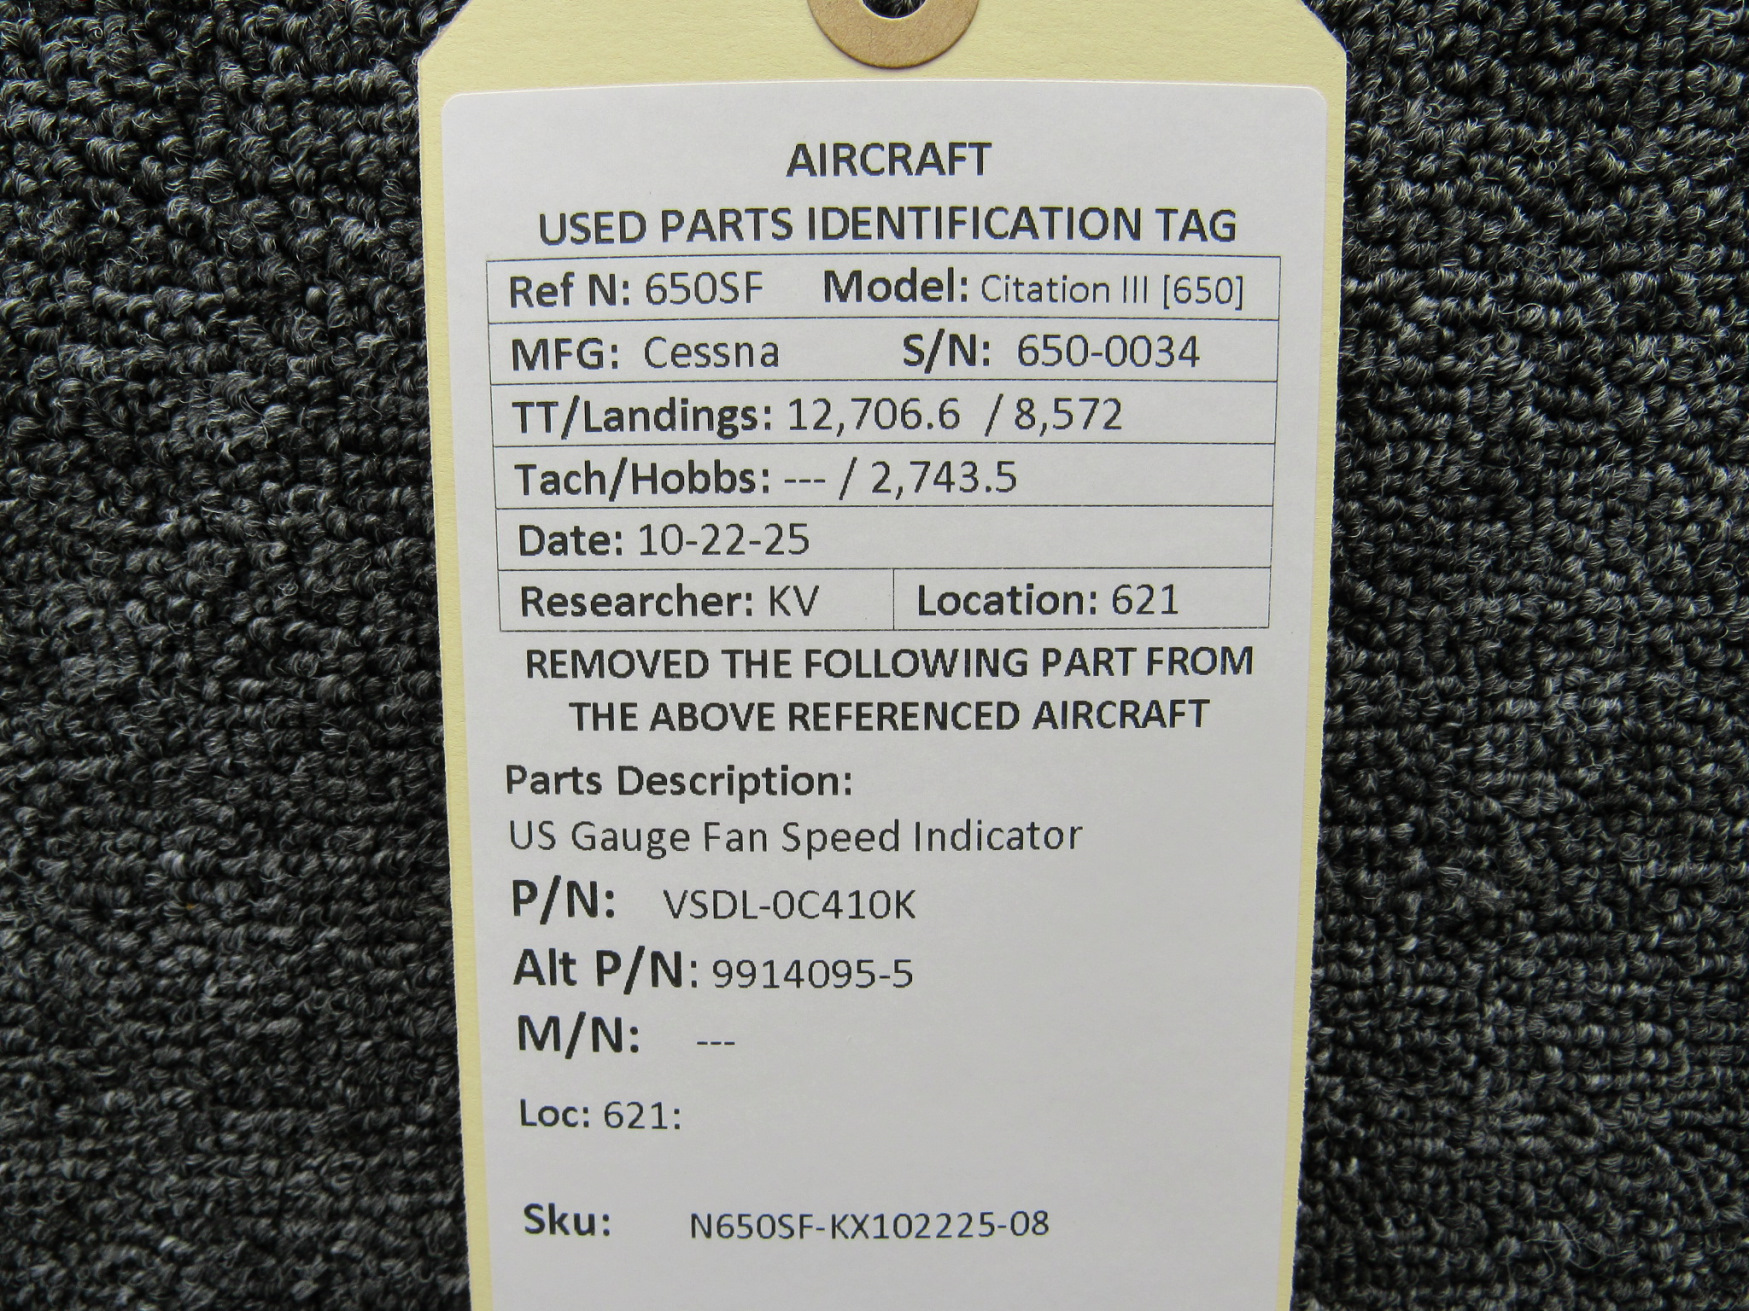 AIRCRAFT
USED PARTS IDENTIFICATION TAG
Ref N: 650SF Model: Citation III [650]
MFG: Cessna S/N: 650-0034
TT/Landings: 12,706.6 / 8,572
Tach/Hobbs: --- / 2,743.5
Date: 10-22-25
Researcher: KV Location: 621
REMOVED THE FOLLOWING PART FROM
THE ABOVE REFERENCED AIRCRAFT
Parts Description:
US Gauge Fan Speed Indicator
P/N: VSDL-0C410K
Alt P/N: 9914095-5
M/N: ---
Loc: 621:
Sku: N650SF-KX102225-08